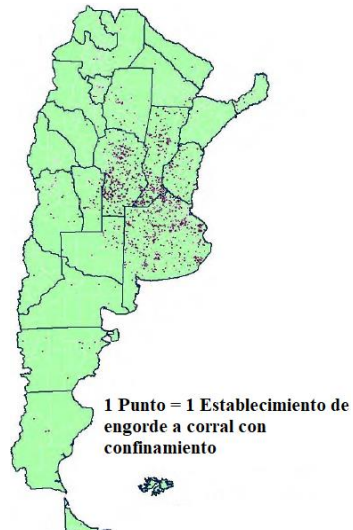 1 Punto = 1 Establecimiento de
engorde a corral con
confinamiento